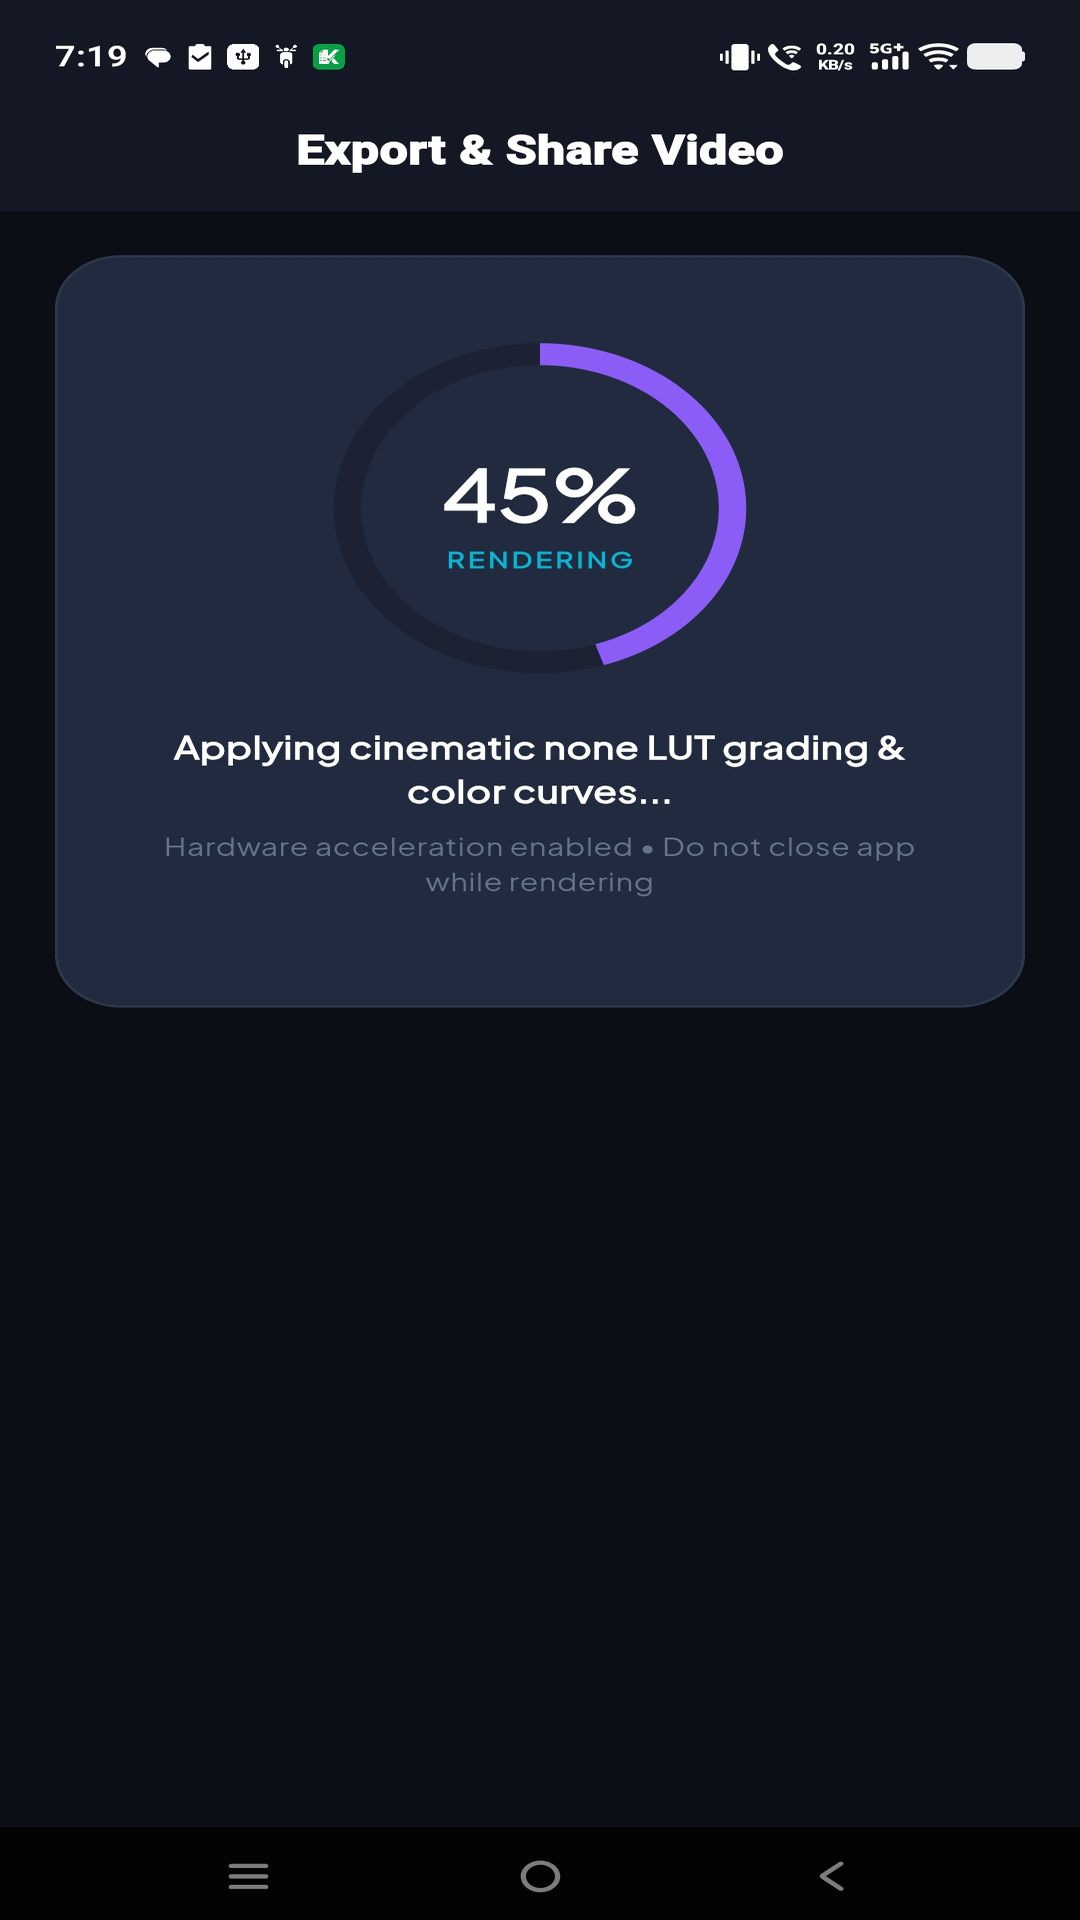 7:19
0.20
KB/s
5G+
Export & Share Video
45%
RENDERING
Applying cinematic none LUT grading &
color curves...
Hardware acceleration enabled • Do not close app
while rendering